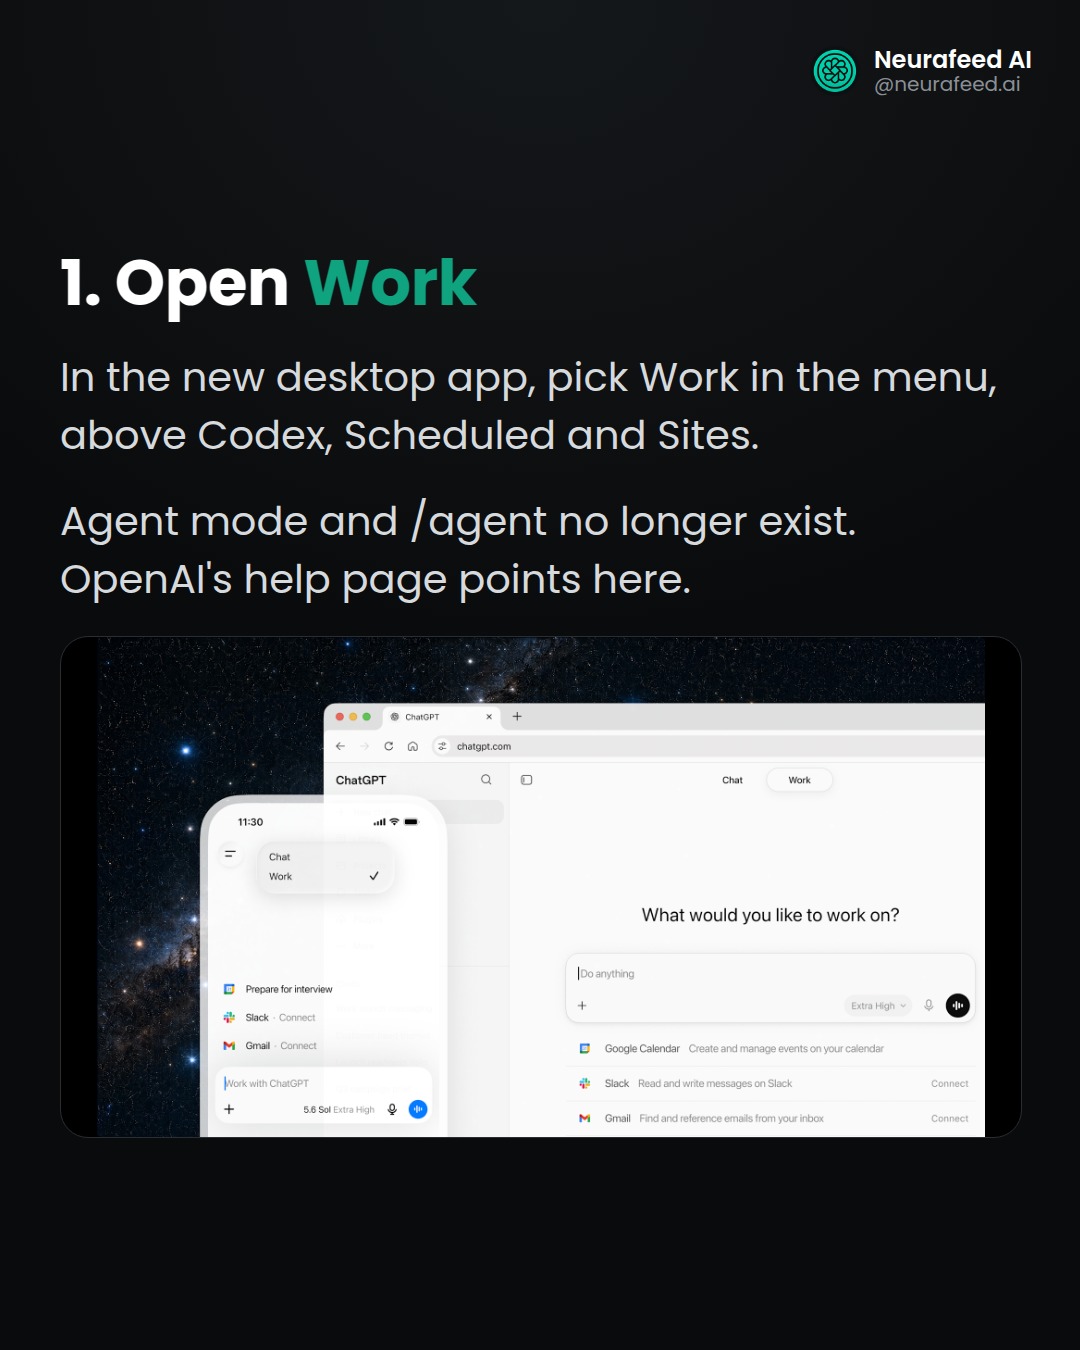 Neurafeed AI
@neurafeed.ai
1. Open Work
In the new desktop app, pick Work in the menu,
above Codex, Scheduled and Sites.
Agent mode and /agent no longer exist.
OpenAI's help page points here.
ChatGPT
chatgpt.com
ChatGPT
Chat
Work
11:30
Chat
Work
What would you like to work on?
Do anything
Extra High
Prepare for interview
Slack · Connect
Gmail · Connect
Work with ChatGPT
5.6 Sol Extra High
Google Calendar Create and manage events on your calendar
Slack Read and write messages on Slack Connect
Gmail Find and reference emails from your inbox Connect